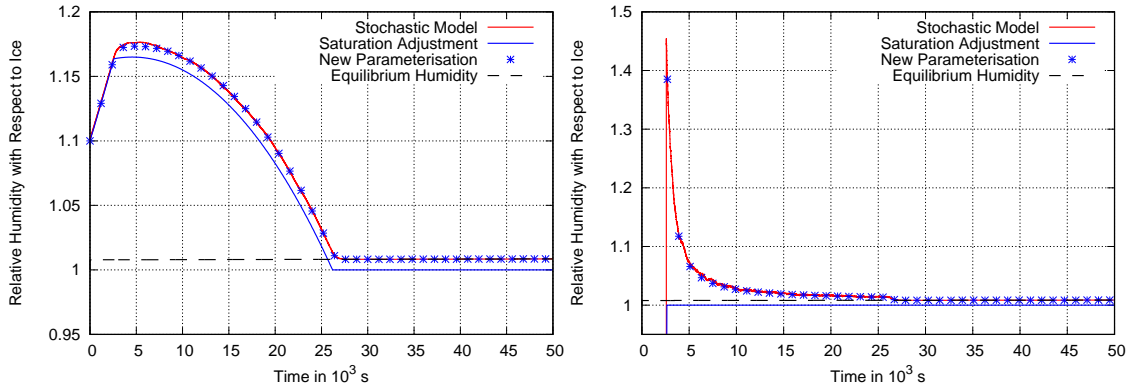 Relative Humidity with Respect to Ice
1.2
1.15
1.1
1.05
1
0.95
0 5 10 15 20 25 30 35 40 45 50
Time in 10³ s
Stochastic Model
Saturation Adjustment
New Parameterisation
Equilibrium Humidity
Relative Humidity with Respect to Ice
1.5
1.4
1.3
1.2
1.1
1
0 5 10 15 20 25 30 35 40 45 50
Time in 10³ s
Stochastic Model
Saturation Adjustment
New Parameterisation
Equilibrium Humidity